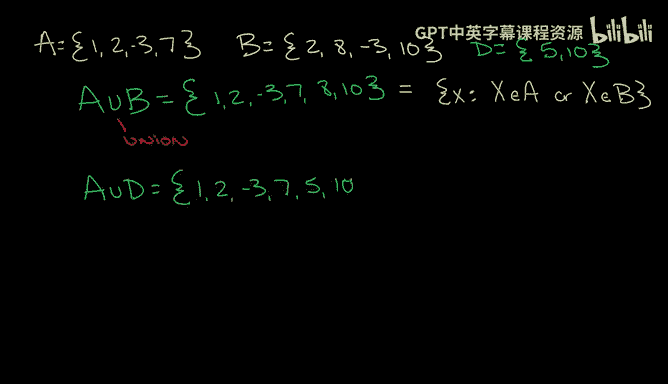 GPT中英字幕课程资源 bilibili
A={1,2,-3,7} B={2,8,-3,10} D={5,10}
A∪B={1,2,-3,7,8,10} = {x: X∈A or X∈B}
union
A∪D={1,2,-3,7,5,10